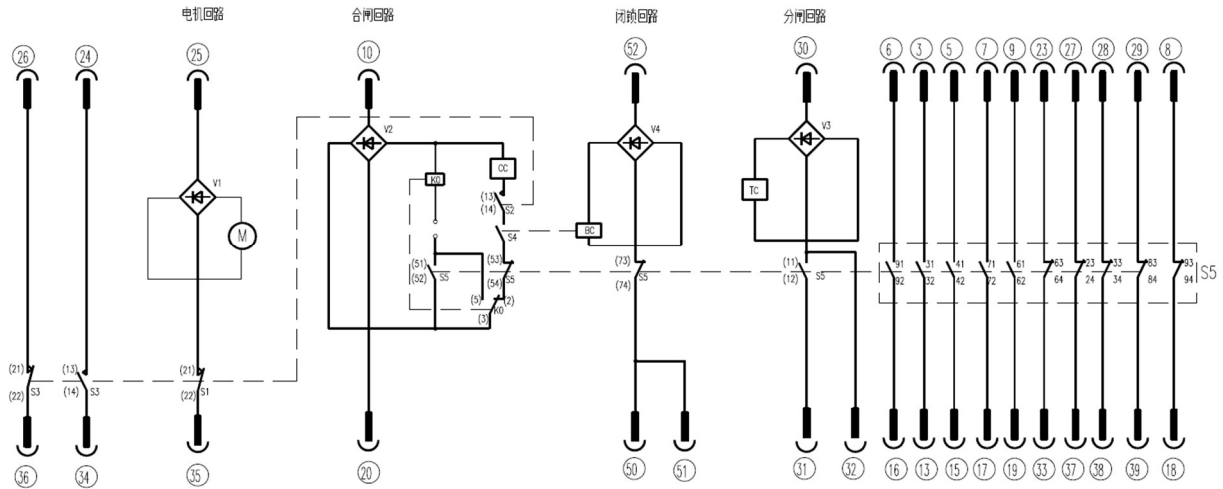 电机回路 合闸回路 闭锁回路 分闸回路
26 24 25 10 52 30 6 3 5 7 9 23 27 28 29 8
V2 V4 V3
CC
K0 TC
V1 (13)
(14) S2
M S4 BC
(51) (53) (73) (11) 91 31 41 71 61 63 23 33 83 93
(52) S5 (54) S5 (74) S5 (12) S5 92 32 42 72 62 64 24 34 84 94 S5
(5) (2)
(3) K0
(21) (13) (21)
(22) S3 (14) S3 (22) S1
36 34 35 20 50 51 31 32 16 13 15 17 19 33 37 38 39 18